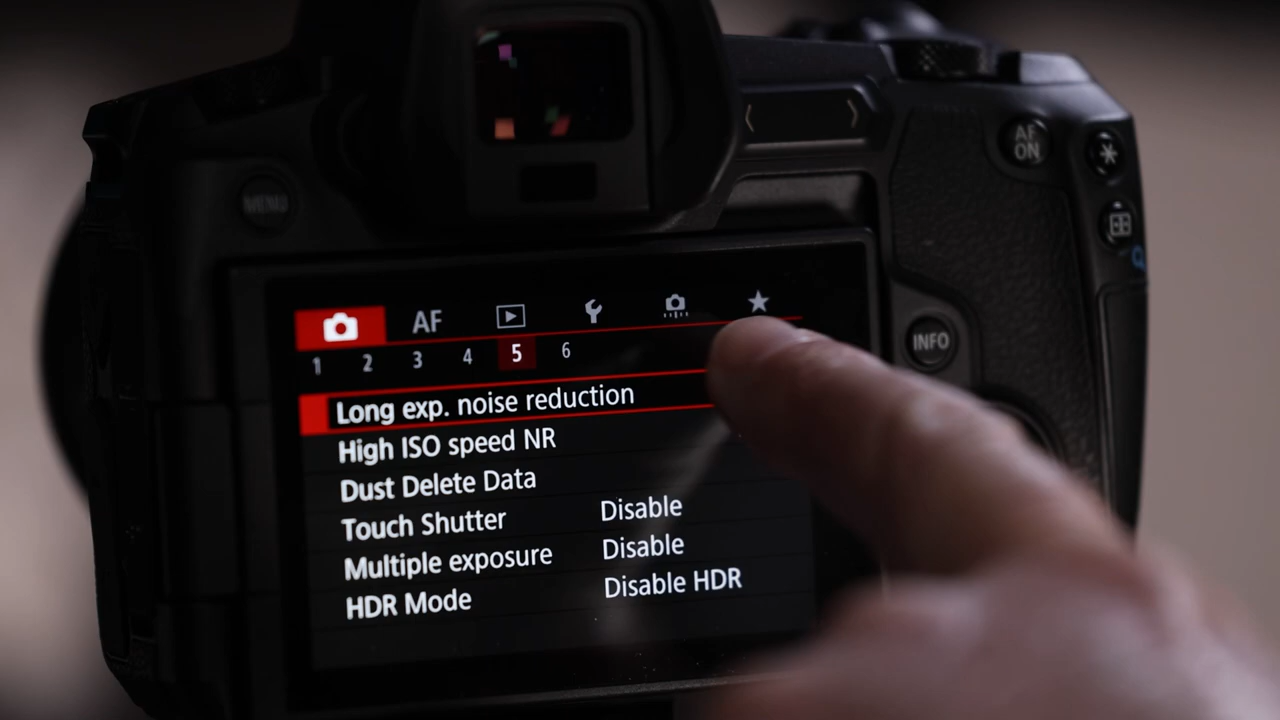 MENU
AF
ON
INFO
AF
1 2 3 4 5 6
Long exp. noise reduction
High ISO speed NR
Dust Delete Data
Touch Shutter Disable
Multiple exposure Disable
HDR Mode Disable HDR